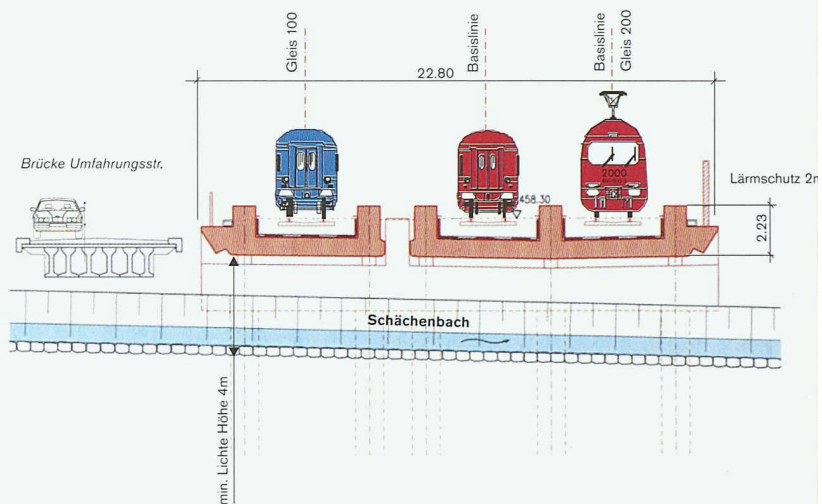 Gleis 100
Basislinie
Basislinie
Gleis 200
22.80
Brücke Umfahrungsstr.
2000
Lärmschutz 2m
458.30
2.23
Schächenbach
min. Lichte Höhe 4m